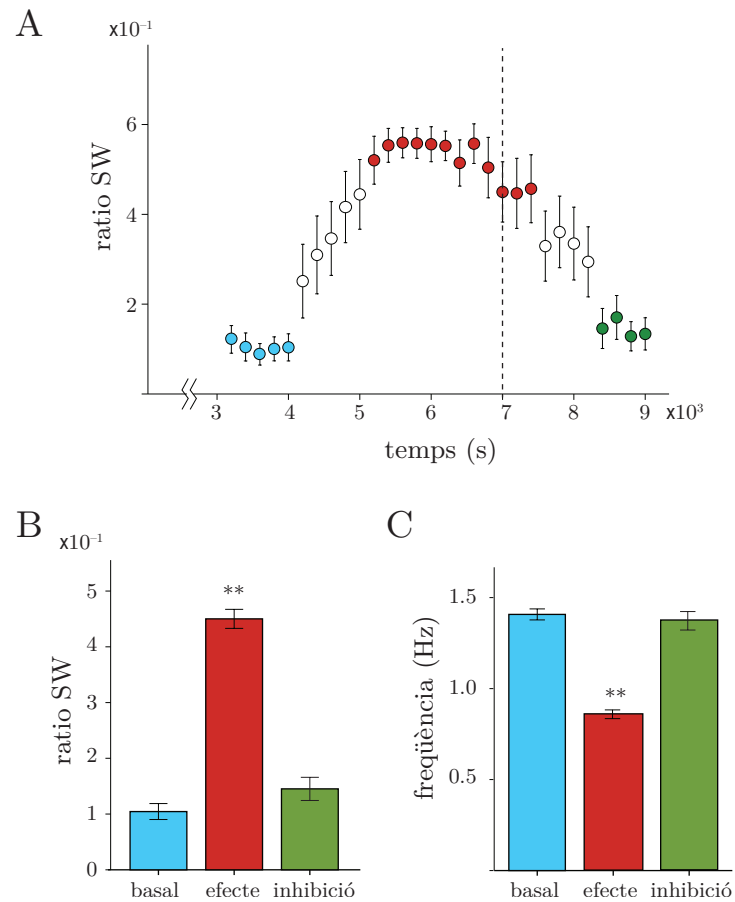 A
x10⁻¹
6
4
2
ratio SW
3 4 5 6 7 8 9 x10³
temps (s)
B
x10⁻¹
5
4
3
2
1
0
ratio SW
**
basal efecte inhibició
C
1.5
1.0
0.5
freqüència (Hz)
**
basal efecte inhibició